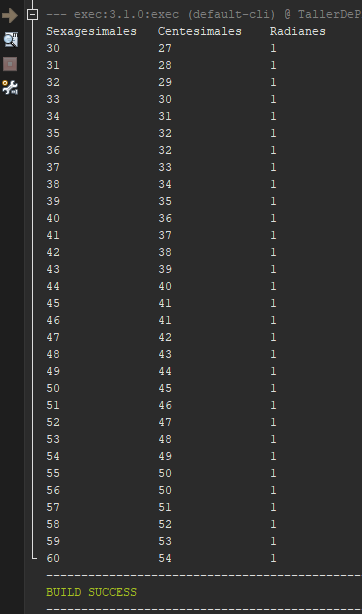 --- exec:3.1.0:exec (default-cli) @ TallerDeP
Sexagesimales Centesimales Radianes
30 27 1
31 28 1
32 29 1
33 30 1
34 31 1
35 32 1
36 32 1
37 33 1
38 34 1
39 35 1
40 36 1
41 37 1
42 38 1
43 39 1
44 40 1
45 41 1
46 41 1
47 42 1
48 43 1
49 44 1
50 45 1
51 46 1
52 47 1
53 48 1
54 49 1
55 50 1
56 50 1
57 51 1
58 52 1
59 53 1
60 54 1
------------------------------------------------
BUILD SUCCESS
------------------------------------------------